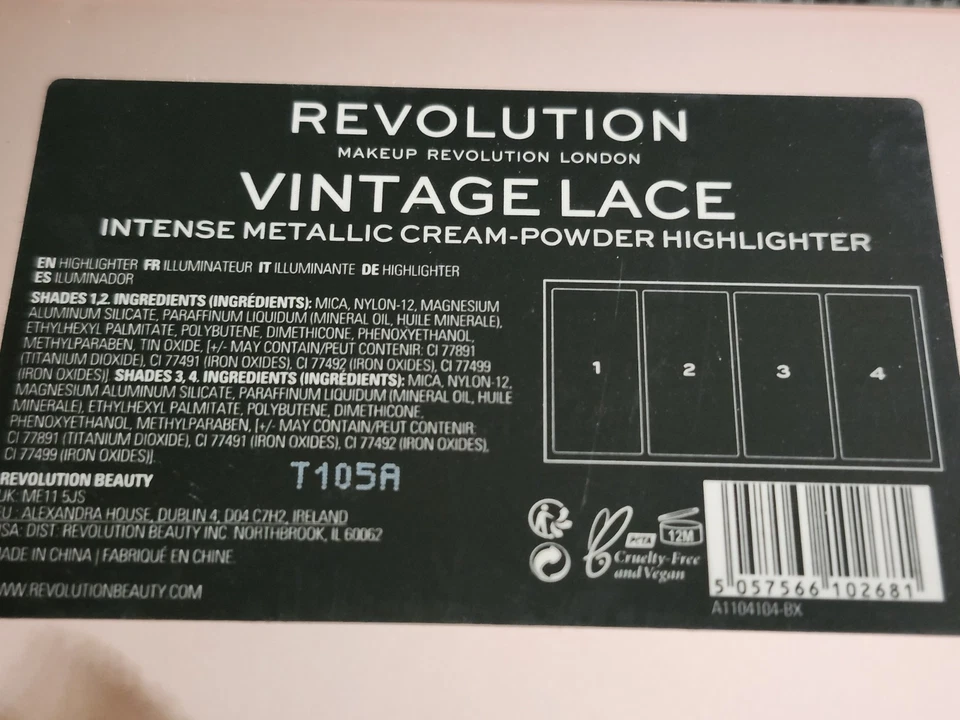 REVOLUTION
MAKEUP REVOLUTION LONDON
VINTAGE LACE
INTENSE METALLIC CREAM-POWDER HIGHLIGHTER
EN HIGHLIGHTER FR ILLUMINATEUR IT ILLUMINANTE DE HIGHLIGHTER
ES ILUMINADOR
SHADES 1,2. INGREDIENTS (INGRÉDIENTS): MICA, NYLON-12, MAGNESIUM
ALUMINUM SILICATE, PARAFFINUM LIQUIDUM (MINERAL OIL, HUILE MINERALE),
ETHYLHEXYL PALMITATE, POLYBUTENE, DIMETHICONE, PHENOXYETHANOL,
METHYLPARABEN, TIN OXIDE, [+/- MAY CONTAIN/PEUT CONTENIR: CI 77891
(TITANIUM DIOXIDE), CI 77491 (IRON OXIDES), CI 77492 (IRON OXIDES), CI 77499
(IRON OXIDES)]. SHADES 3, 4. INGREDIENTS (INGRÉDIENTS): MICA, NYLON-12,
MAGNESIUM ALUMINUM SILICATE, PARAFFINUM LIQUIDUM (MINERAL OIL, HUILE
MINERALE), ETHYLHEXYL PALMITATE, POLYBUTENE, DIMETHICONE,
PHENOXYETHANOL, METHYLPARABEN, [+/- MAY CONTAIN/PEUT CONTENIR:
CI 77891 (TITANIUM DIOXIDE), CI 77491 (IRON OXIDES), CI 77492 (IRON OXIDES),
CI 77499 (IRON OXIDES)].
T105A
REVOLUTION BEAUTY
UK: ME11 5JS
EU: ALEXANDRA HOUSE, DUBLIN 4, D04 C7H2, IRELAND
USA: DIST. REVOLUTION BEAUTY INC. NORTHBROOK, IL 60062
MADE IN CHINA | FABRIQUÉ EN CHINE.
WWW.REVOLUTIONBEAUTY.COM
1 2 3 4
PETA
Cruelty-Free
and Vegan
12M
5 057566 102681
A1104104-BX